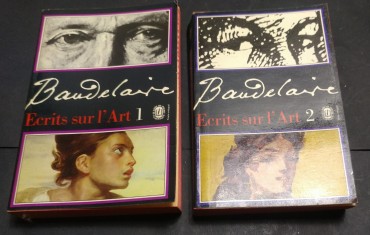 Baudelaire
Ecrits sur l'Art 1
Baudelaire
Ecrits sur l'Art 2